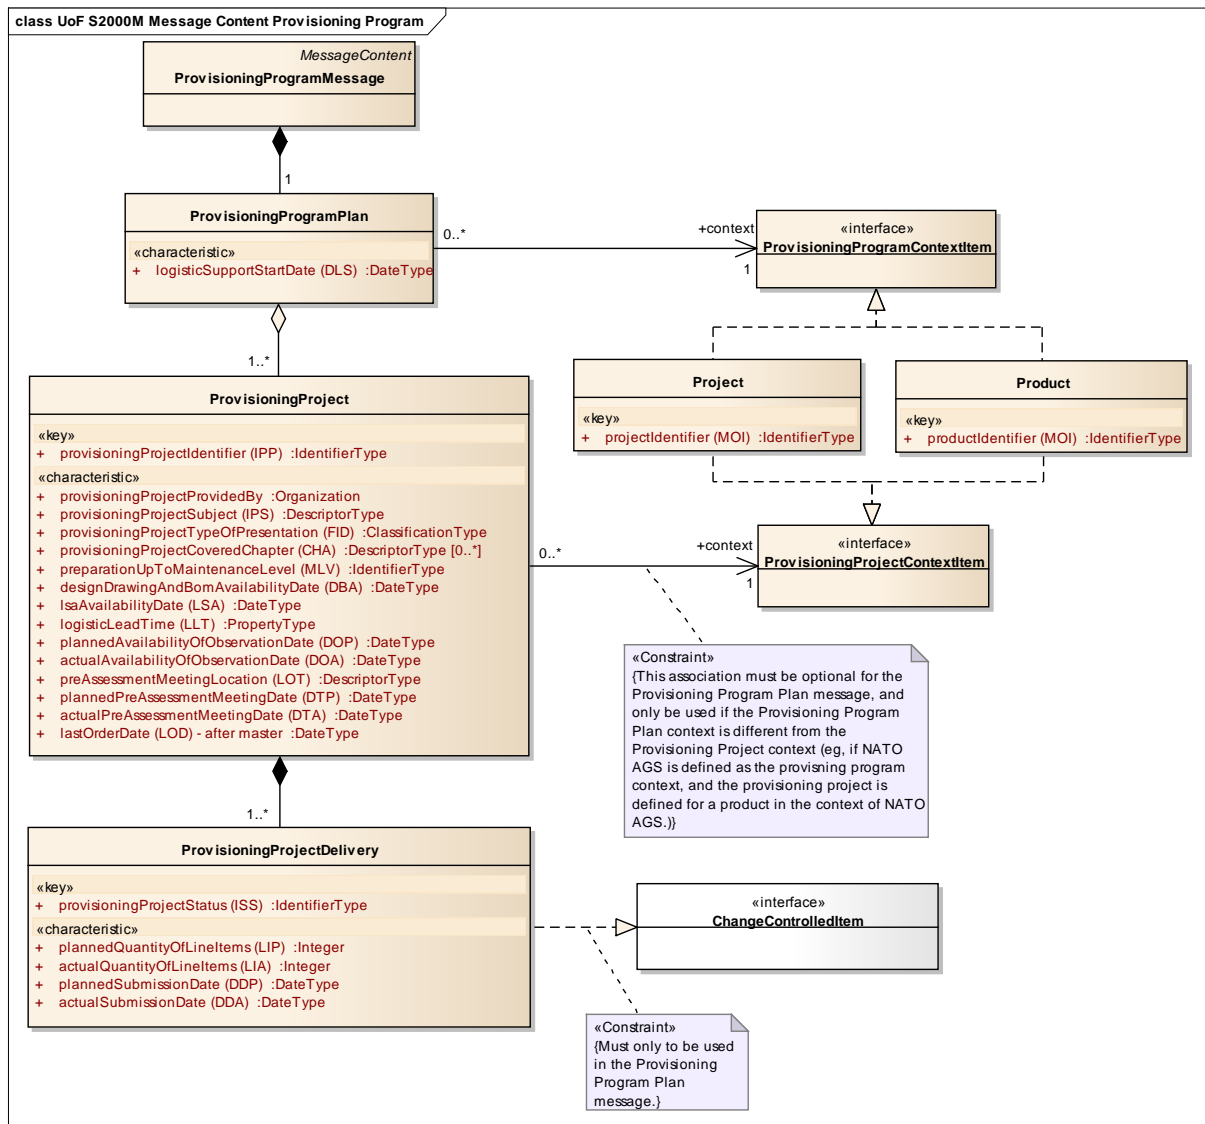 class UoF S2000M Message Content Provisioning Program
MessageContent
ProvisioningProgramMessage
1
ProvisioningProgramPlan
«characteristic»
+ logisticSupportStartDate (DLS) :DateType
0..*
+context
1
«interface»
ProvisioningProgramContextItem
1..*
Project
«key»
+ projectIdentifier (MOI) :IdentifierType
Product
«key»
+ productIdentifier (MOI) :IdentifierType
ProvisioningProject
«key»
+ provisioningProjectIdentifier (IPP) :IdentifierType
«characteristic»
+ provisioningProjectProvidedBy :Organization
+ provisioningProjectSubject (IPS) :DescriptorType
+ provisioningProjectTypeOfPresentation (FID) :ClassificationType
+ provisioningProjectCoveredChapter (CHA) :DescriptorType [0..*]
+ preparationUpToMaintenanceLevel (MLV) :IdentifierType
+ designDrawingAndBomAvailabilityDate (DBA) :DateType
+ lsaAvailabilityDate (LSA) :DateType
+ logisticLeadTime (LLT) :PropertyType
+ plannedAvailabilityOfObservationDate (DOP) :DateType
+ actualAvailabilityOfObservationDate (DOA) :DateType
+ preAssessmentMeetingLocation (LOT) :DescriptorType
+ plannedPreAssessmentMeetingDate (DTP) :DateType
+ actualPreAssessmentMeetingDate (DTA) :DateType
+ lastOrderDate (LOD) - after master :DateType
0..*
+context
1
«interface»
ProvisioningProjectContextItem
«Constraint»
{This association must be optional for the
Provisioning Program Plan message, and
only be used if the Provisioning Program
Plan context is different from the
Provisioning Project context (eg, if NATO
AGS is defined as the provisning program
context, and the provisioning project is
defined for a product in the context of NATO
AGS.)}
1..*
ProvisioningProjectDelivery
«key»
+ provisioningProjectStatus (ISS) :IdentifierType
«characteristic»
+ plannedQuantityOfLineItems (LIP) :Integer
+ actualQuantityOfLineItems (LIA) :Integer
+ plannedSubmissionDate (DDP) :DateType
+ actualSubmissionDate (DDA) :DateType
«interface»
ChangeControlledItem
«Constraint»
{Must only to be used
in the Provisioning
Program Plan
message.}